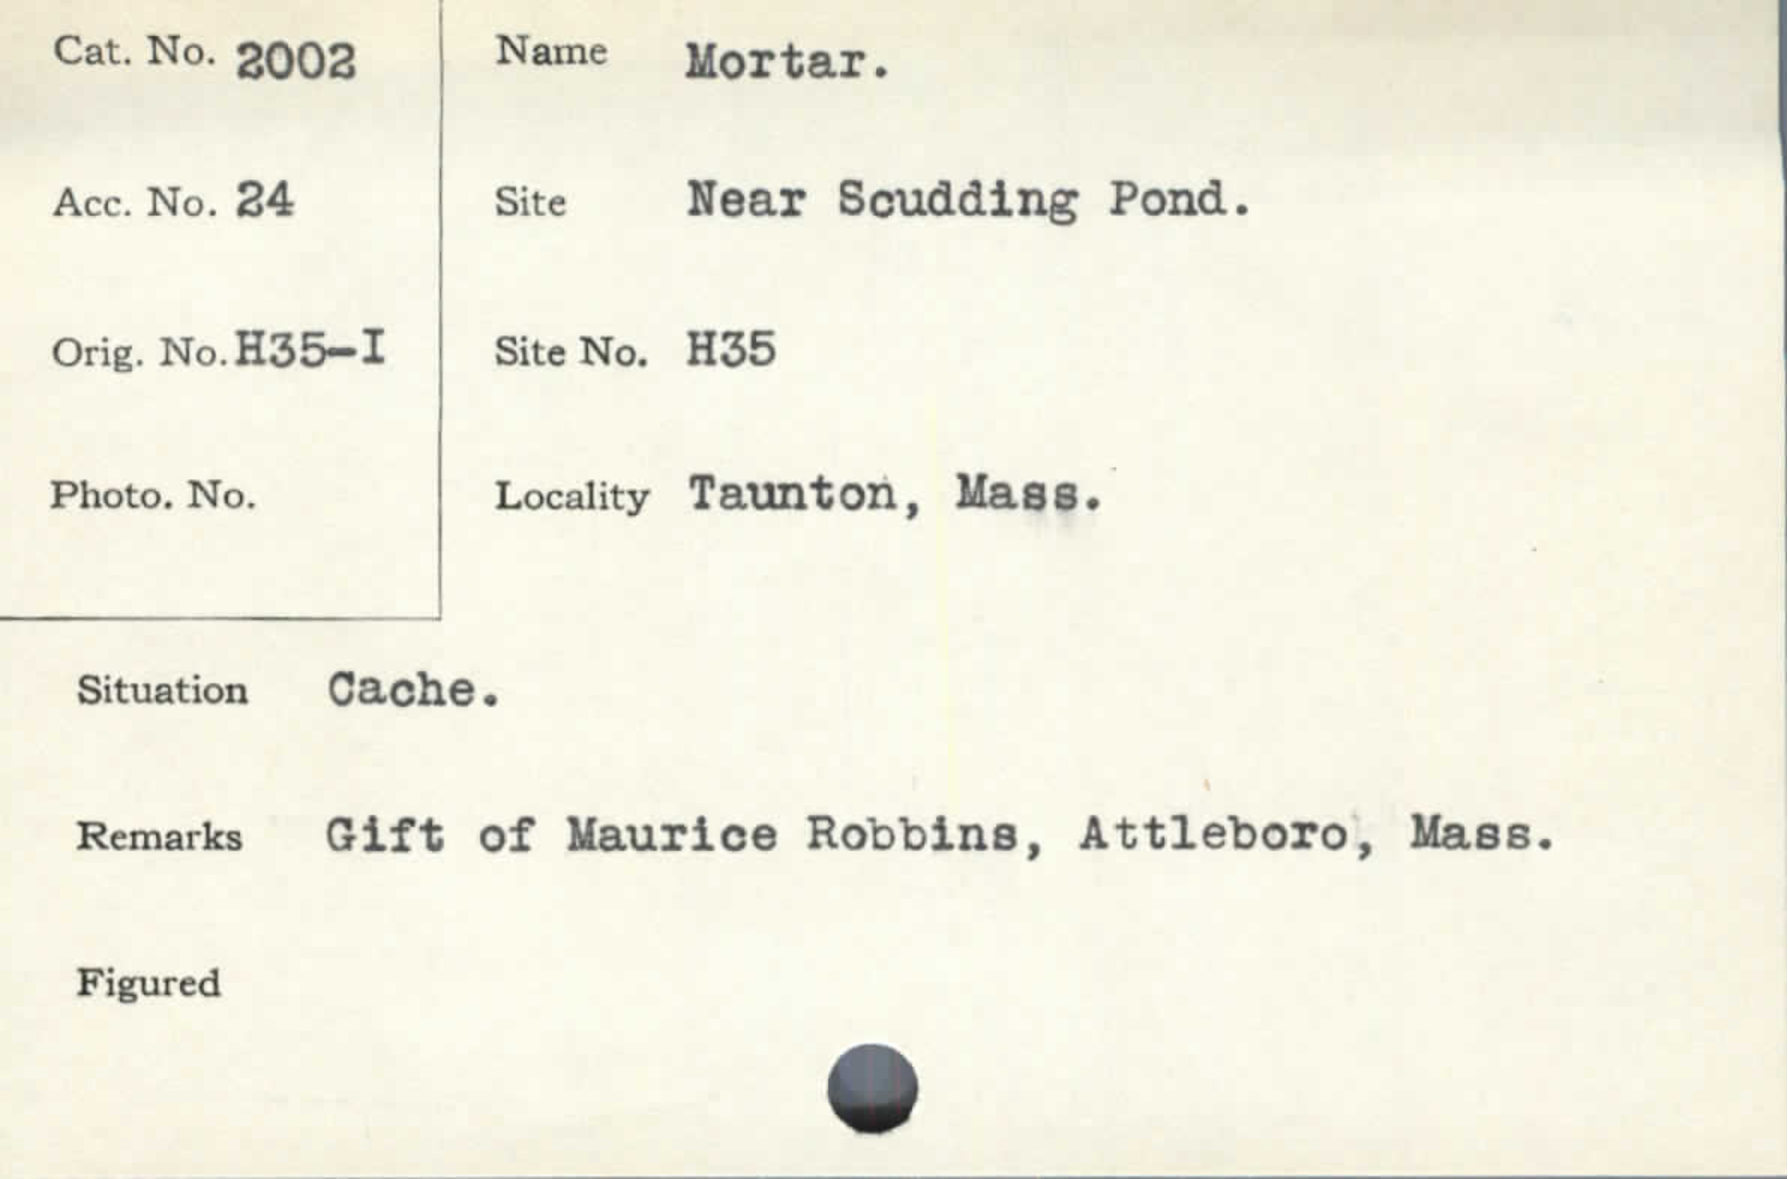 Cat. No. 2002
Name Mortar.
Acc. No. 24
Site Near Scudding Pond.
Orig. No. H35-I
Site No. H35
Photo. No.
Locality Taunton, Mass.
Situation Cache.
Remarks Gift of Maurice Robbins, Attleboro, Mass.
Figured